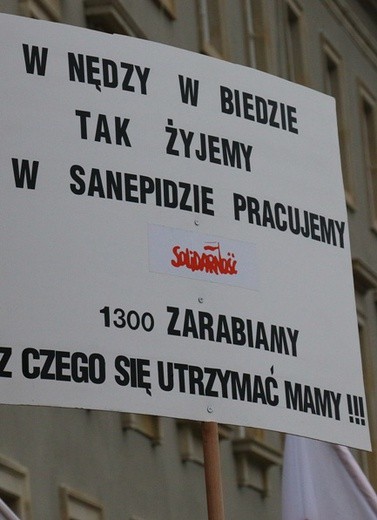 W NĘDZY W BIEDZIE
TAK ŻYJEMY
W SANEPIDZIE PRACUJEMY
SOLIDARNOŚĆ
1300 ZARABIAMY
Z CZEGO SIĘ UTRZYMAĆ MAMY !!!